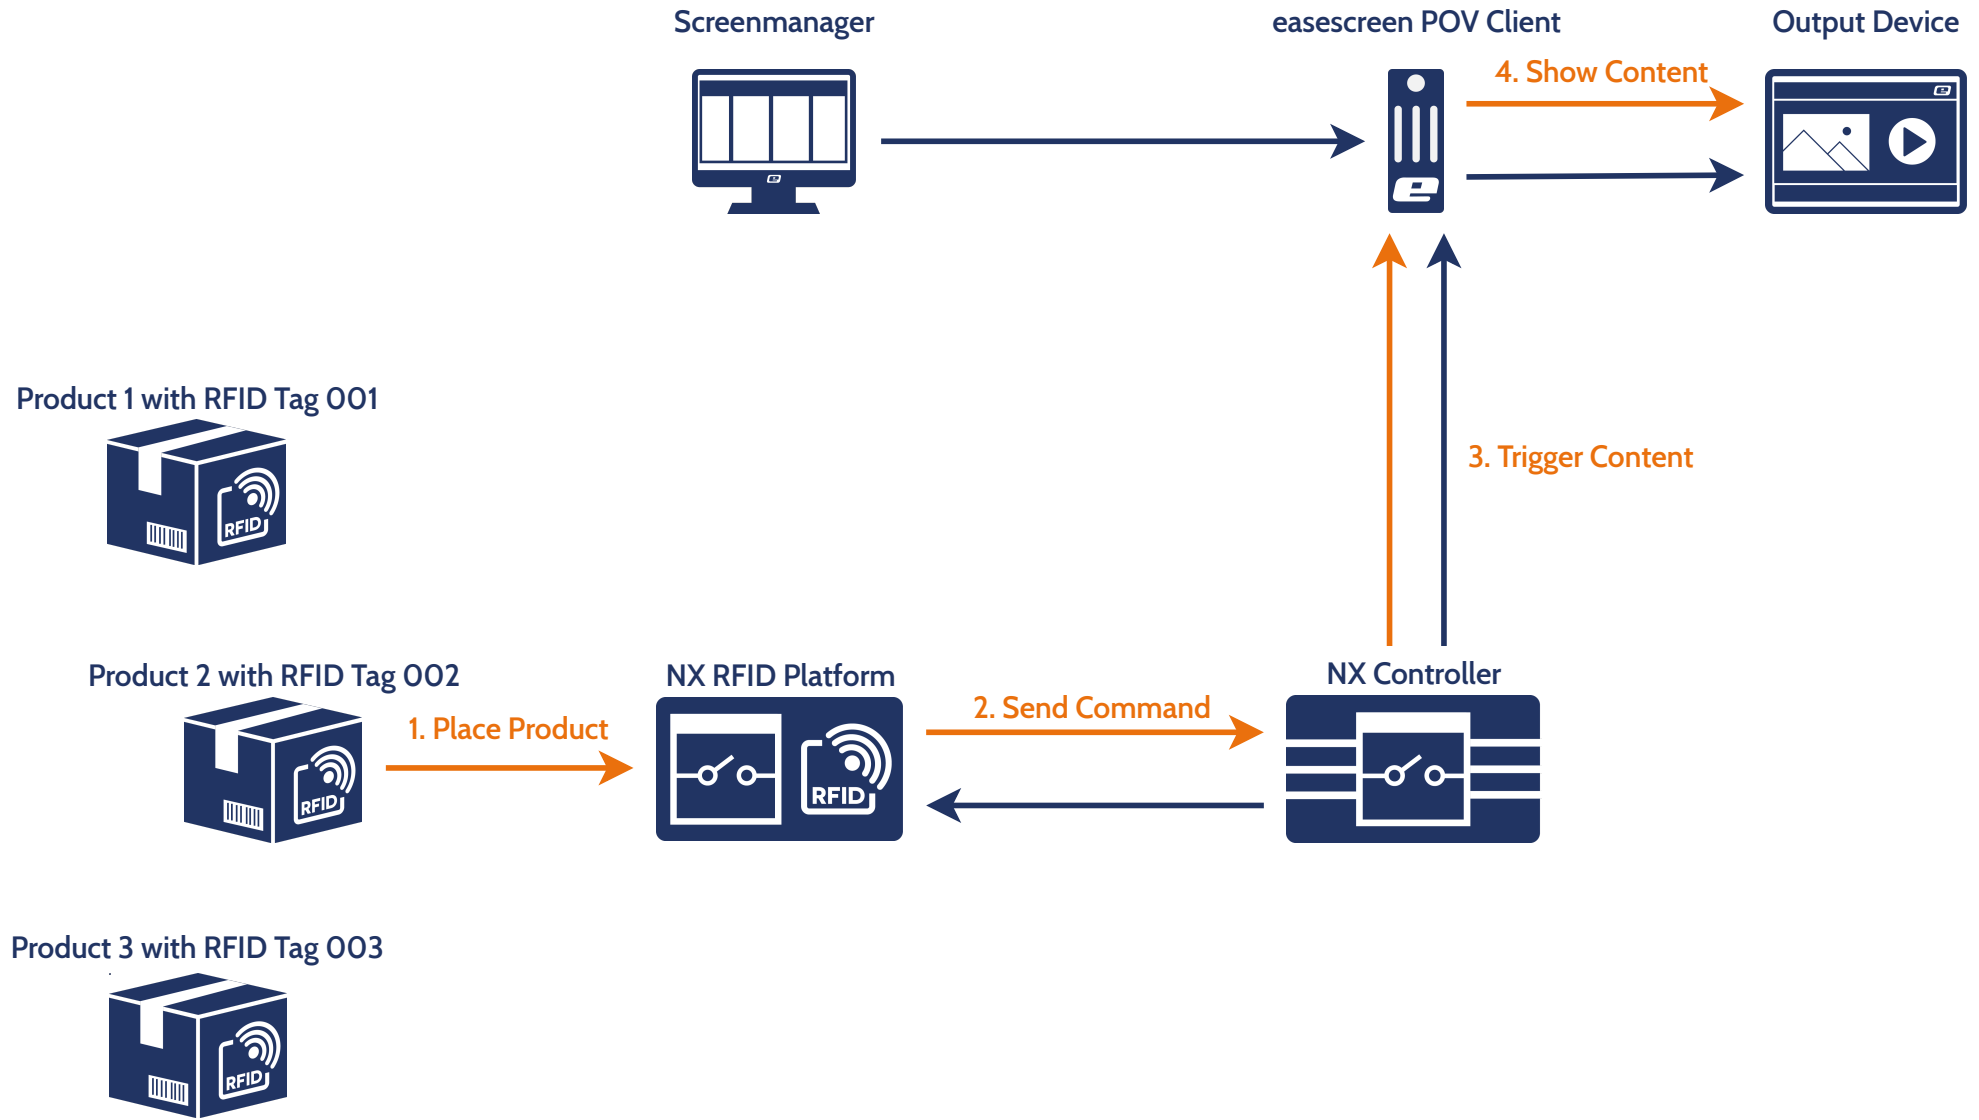 Screenmanager
easescreen POV Client
Output Device
4. Show Content
e
e
e
Product 1 with RFID Tag 001
RFID
3. Trigger Content
Product 2 with RFID Tag 002
NX RFID Platform
NX Controller
1. Place Product
2. Send Command
RFID
RFID
Product 3 with RFID Tag 003
RFID